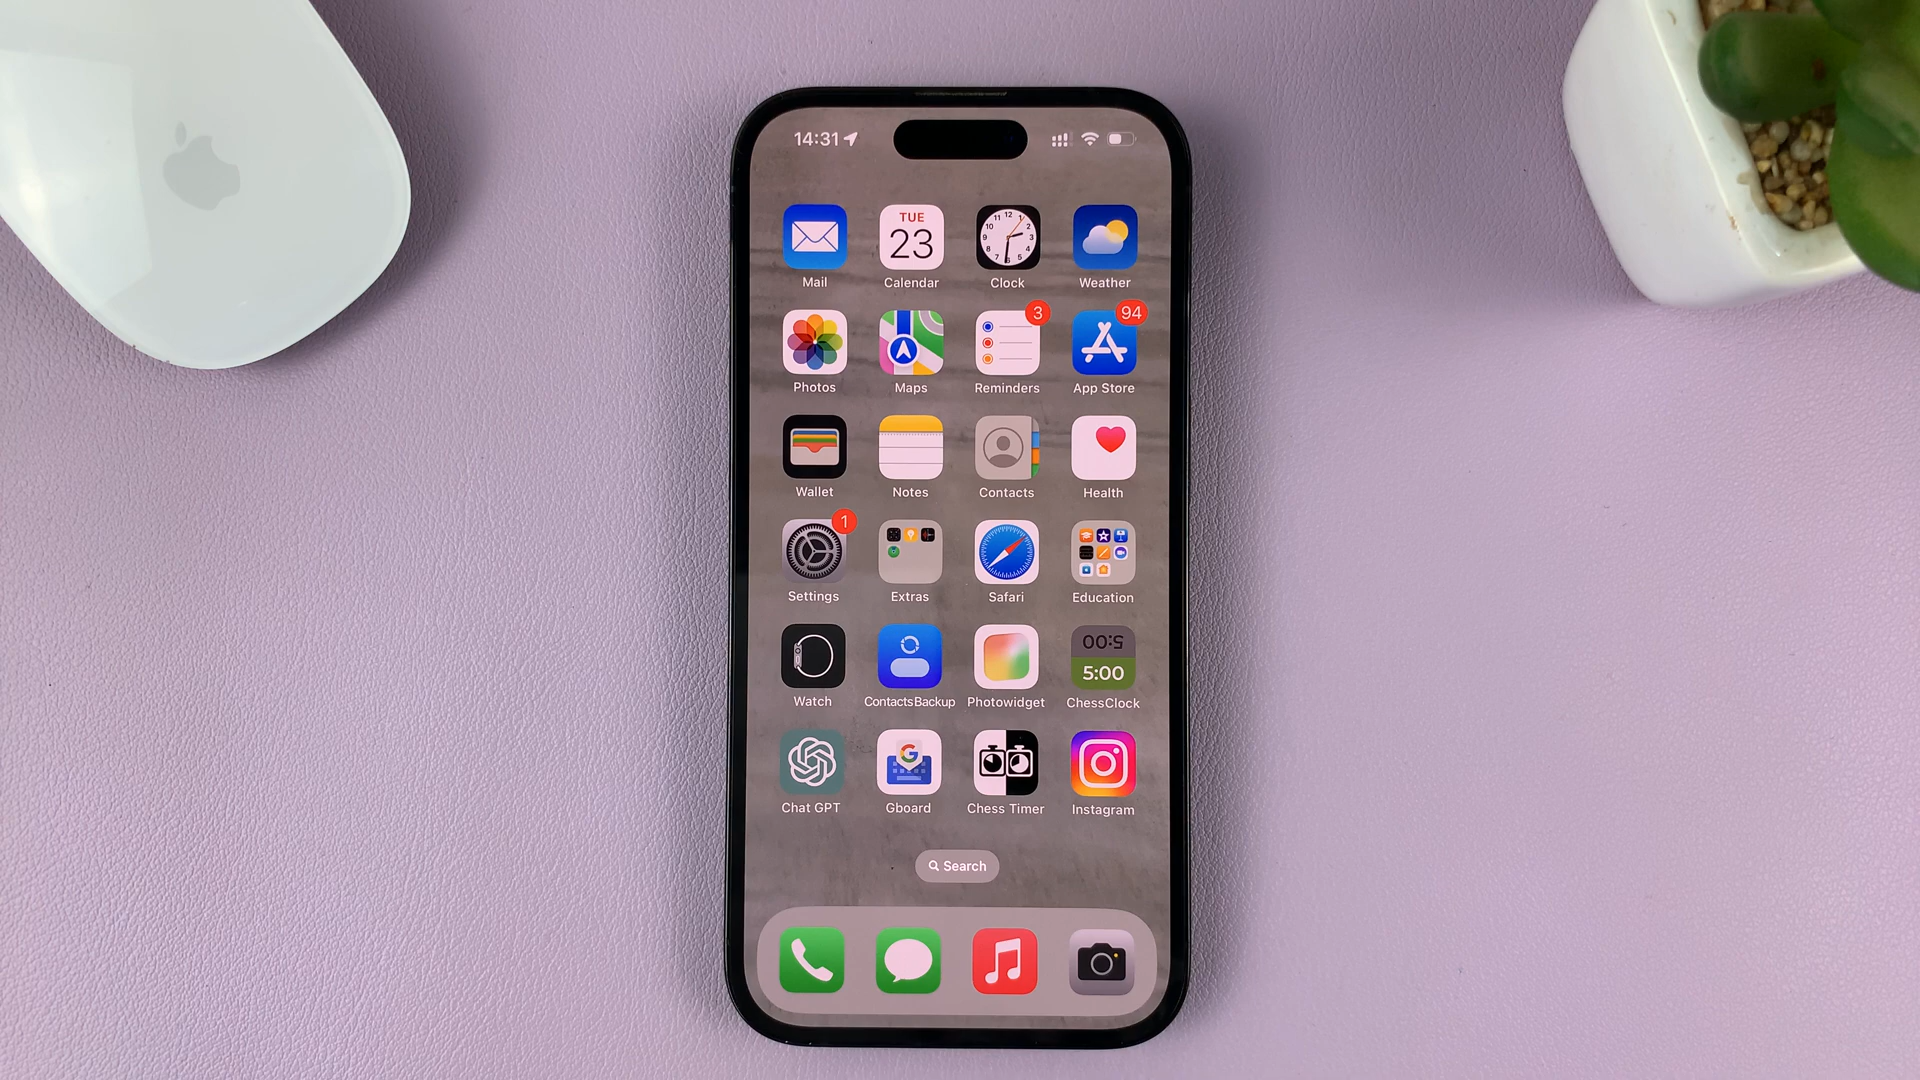 14:31
TUE
23
Mail Calendar Clock Weather
3 94
Photos Maps Reminders App Store
Wallet Notes Contacts Health
1
Settings Extras Safari Education
5:00
5:00
Watch ContactsBackup Photowidget ChessClock
G
Chat GPT Gboard Chess Timer Instagram
Search